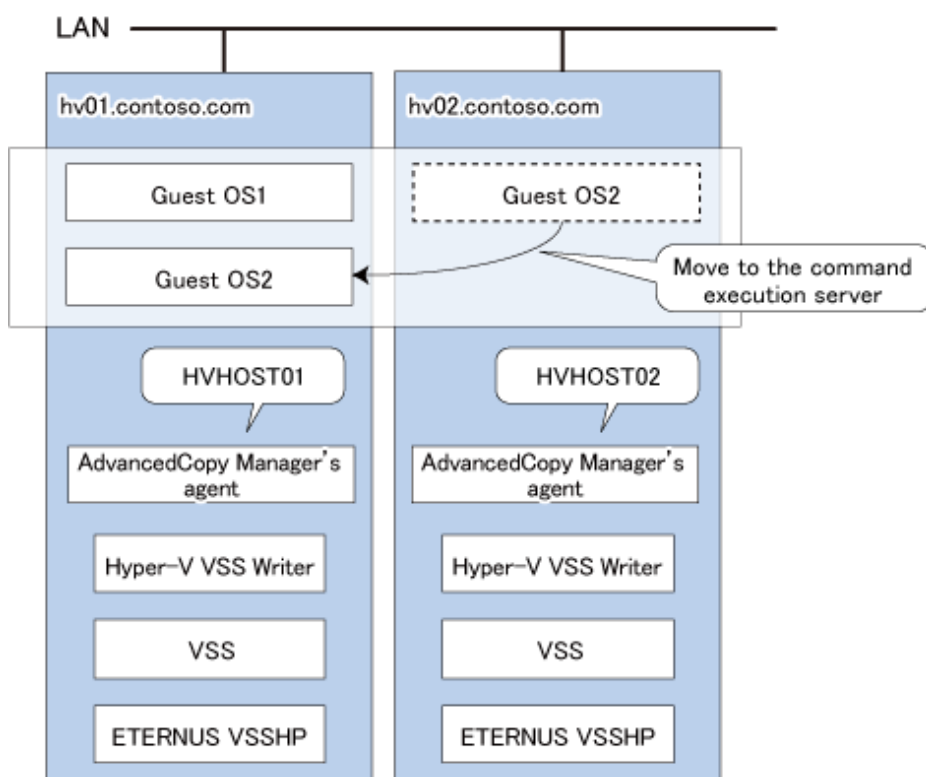 LAN
hv01.contoso.com
hv02.contoso.com
Guest OS1
Guest OS2
Guest OS2
Move to the command
execution server
HVHOST01
HVHOST02
AdvancedCopy Manager's
agent
AdvancedCopy Manager's
agent
Hyper-V VSS Writer
Hyper-V VSS Writer
VSS
VSS
ETERNUS VSSHP
ETERNUS VSSHP